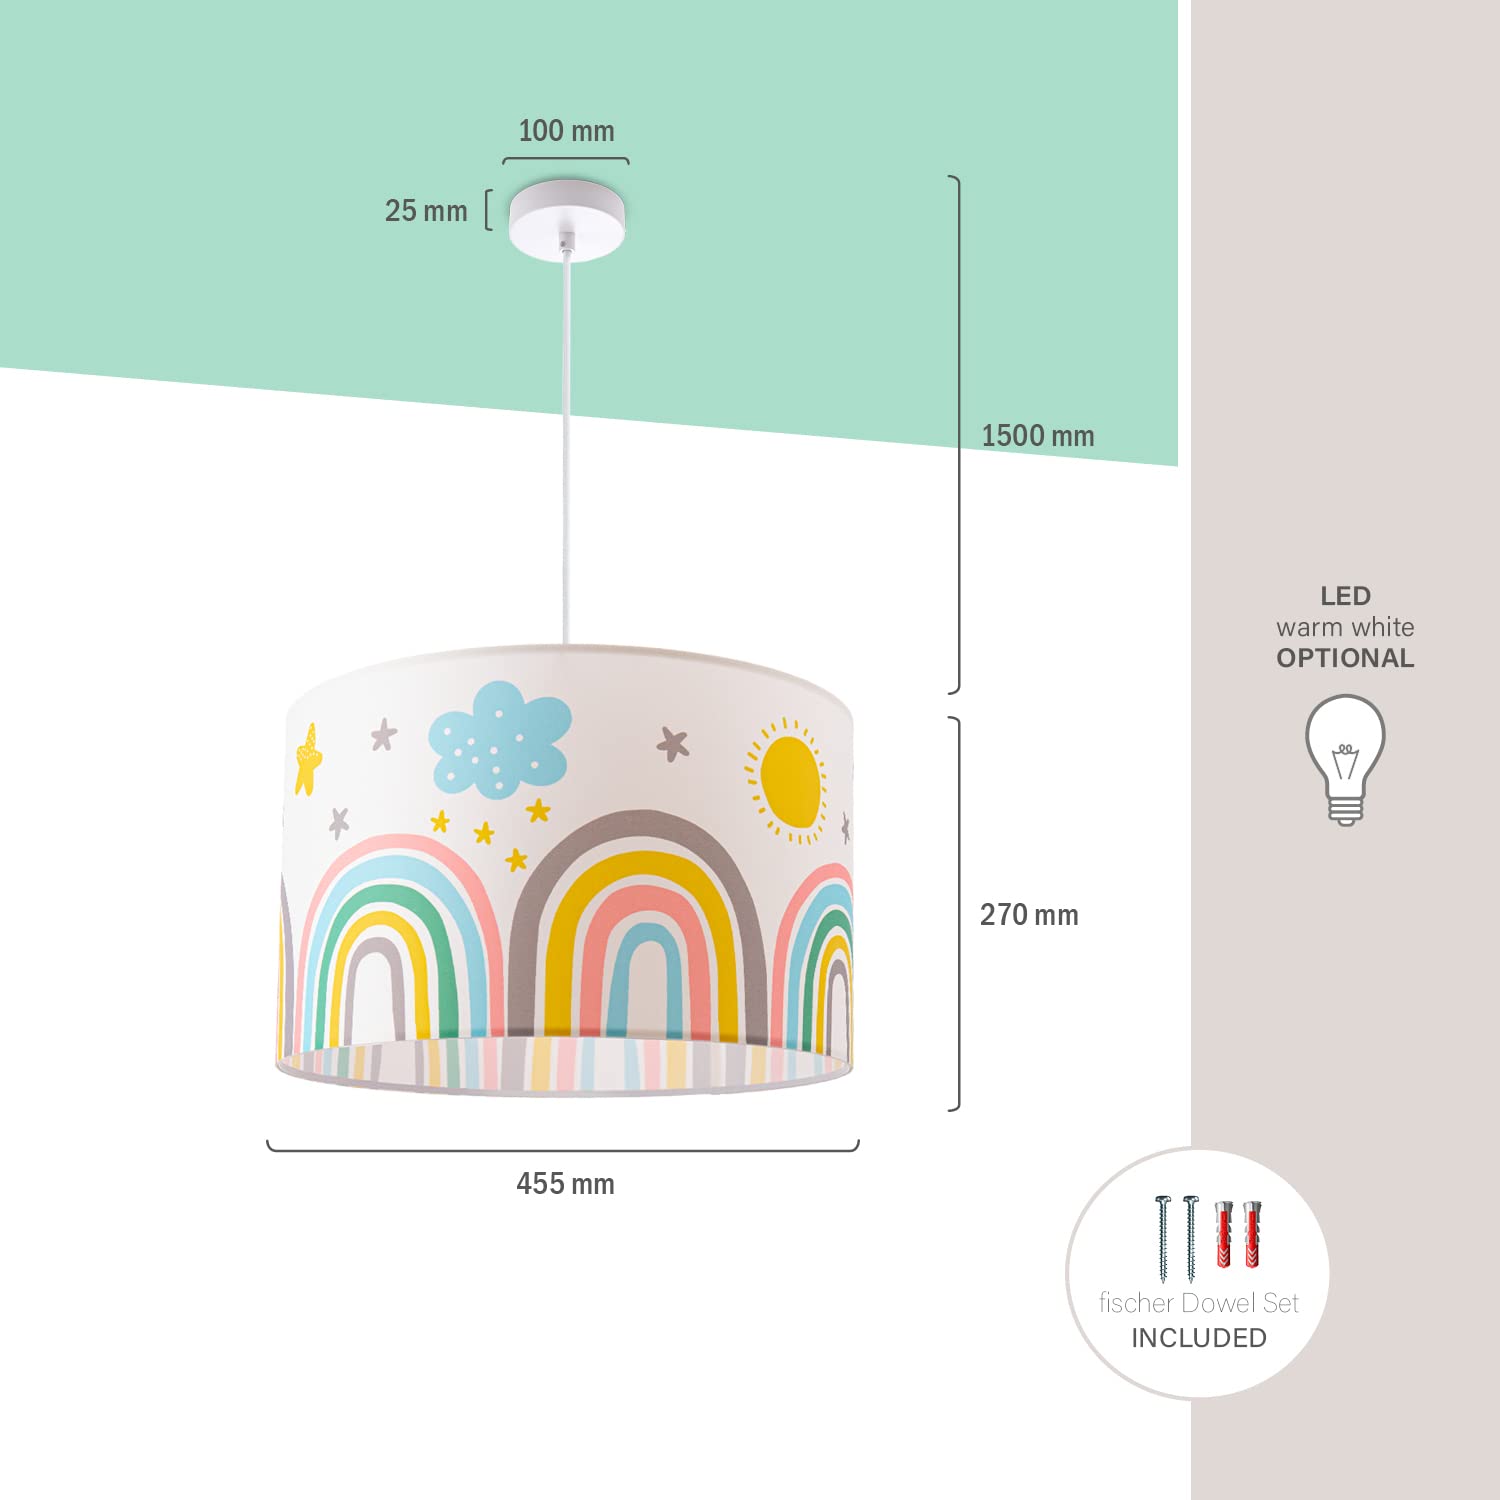 100 mm
25 mm
1500 mm
LED
warm white
OPTIONAL
270 mm
455 mm
fischer Dowel Set
INCLUDED